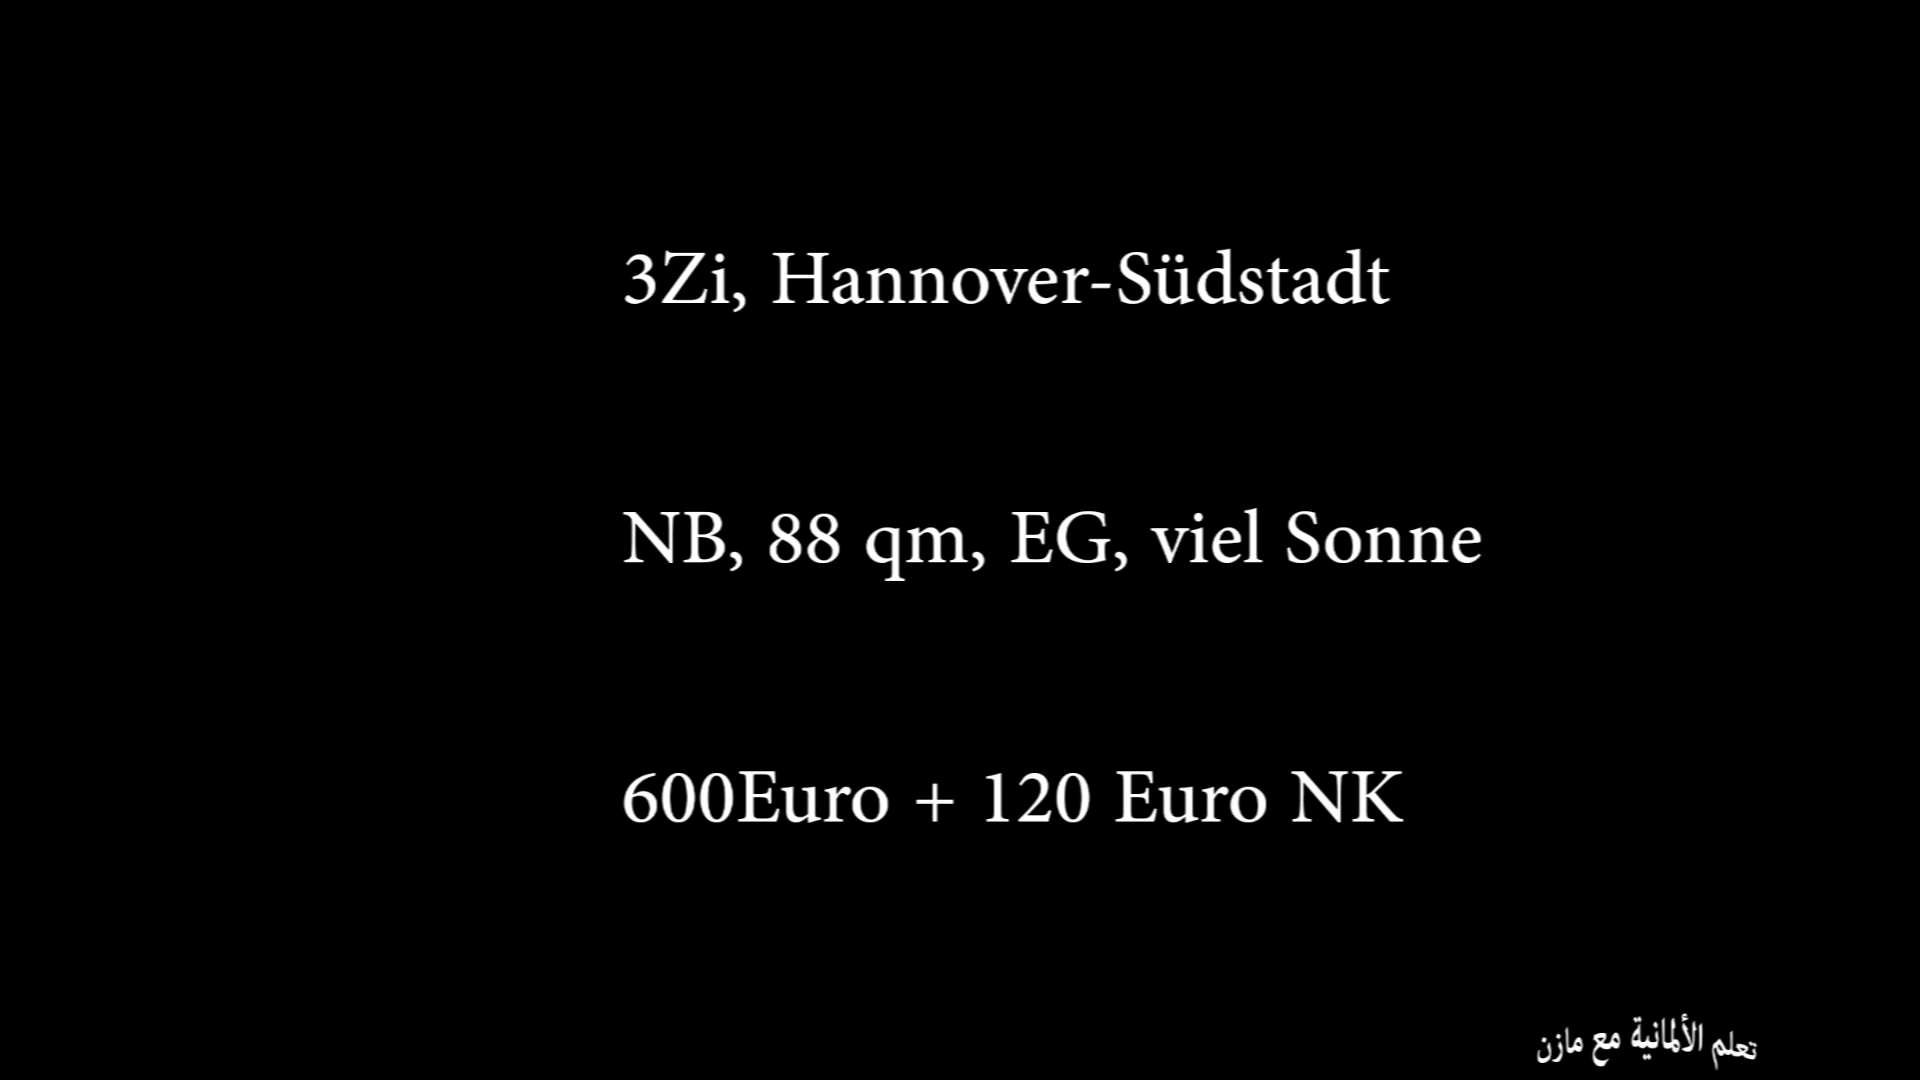 3Zi, Hannover-Südstadt
NB, 88 qm, EG, viel Sonne
600Euro + 120 Euro NK
تعلم الألمانية مع مازن